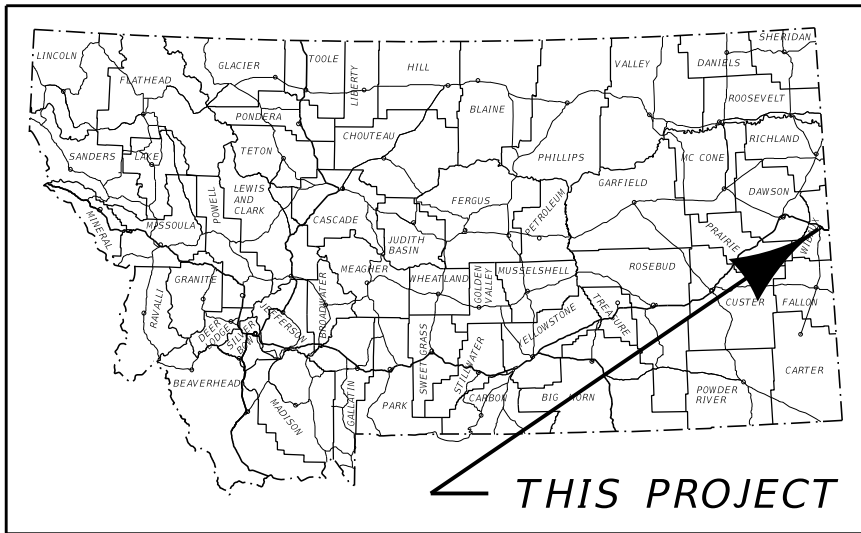 SHERIDAN
LINCOLN
GLACIER
TOOLE
LIBERTY
HILL
VALLEY
DANIELS
FLATHEAD
ROOSEVELT
BLAINE
PONDERA
CHOUTEAU
RICHLAND
TETON
SANDERS
LAKE
PHILLIPS
MC CONE
GARFIELD
DAWSON
LEWIS
AND
CLARK
POWELL
FERGUS
PETROLEUM
MINERAL
MISSOULA
CASCADE
PRAIRIE
WIBAUX
JUDITH
BASIN
MEAGHER
WHEATLAND
GOLDEN
VALLEY
MUSSELSHELL
ROSEBUD
GRANITE
RAVALLI
BROADWATER
TREASURE
CUSTER
FALLON
DEER
LODGE
SILVER
BOW
JEFFERSON
YELLOWSTONE
SWEET GRASS
STILLWATER
BEAVERHEAD
CARTER
MADISON
GALLATIN
PARK
CARBON
BIG HORN
POWDER
RIVER
THIS PROJECT